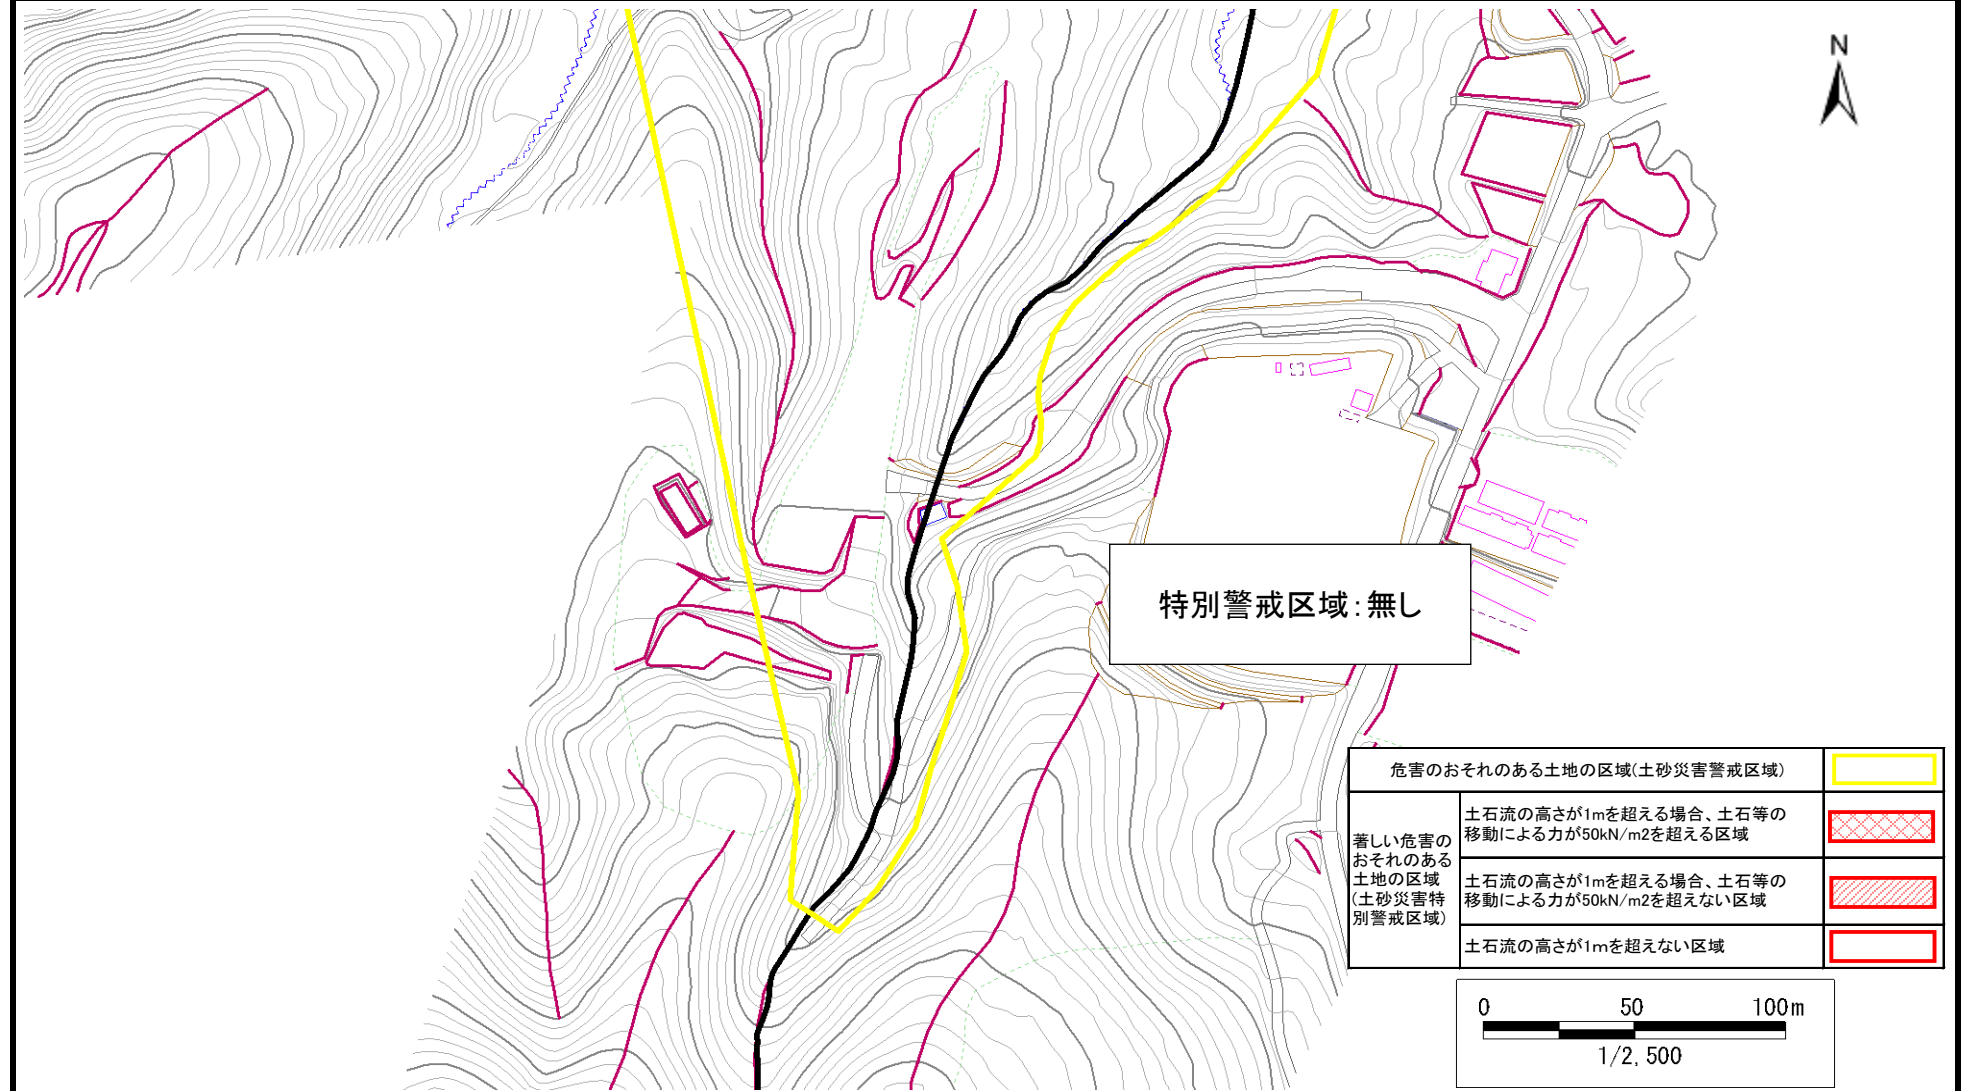 N
特別警戒区域：無し
危害のおそれのある土地の区域(土砂災害警戒区域)
著しい危害の
おそれのある
土地の区域
(土砂災害特
別警戒区域)
土石流の高さが1mを超える場合、土石等の
移動による力が50kN/m2を超える区域
土石流の高さが1mを超える場合、土石等の
移動による力が50kN/m2を超えない区域
土石流の高さが1mを超えない区域
0 50 100m
1/2,500